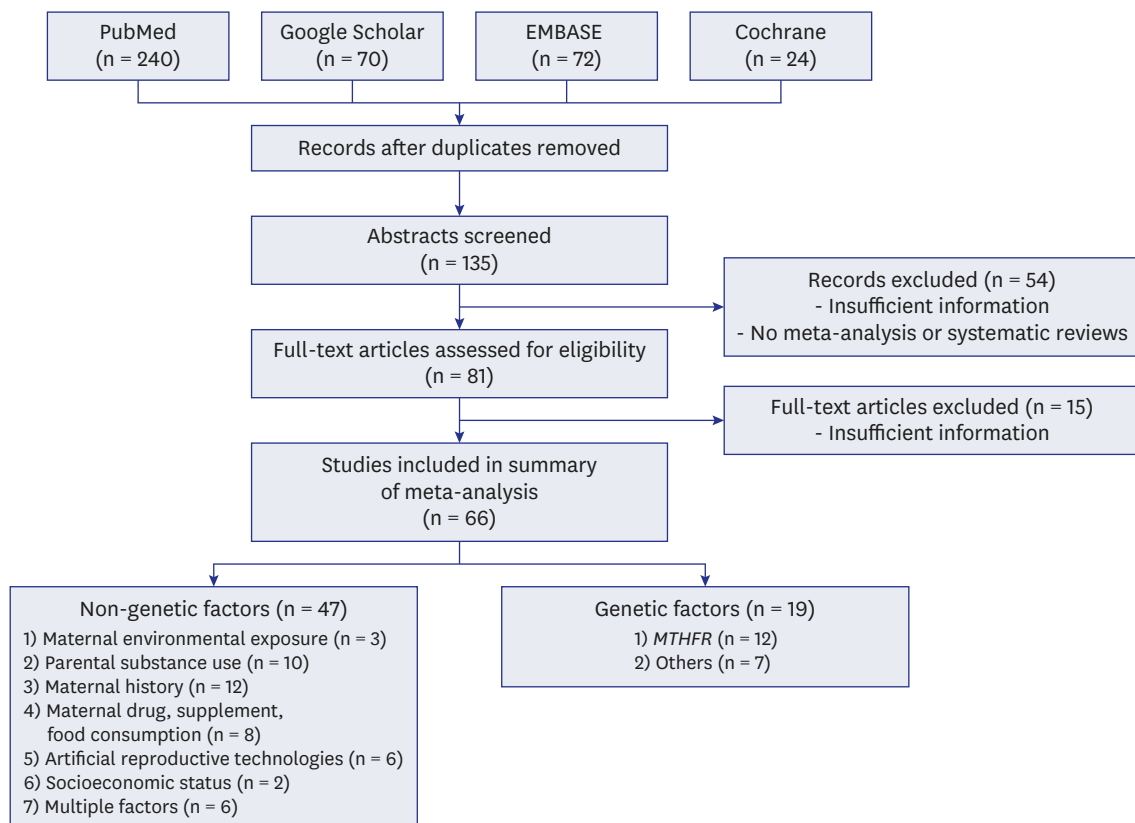 PubMed
(n = 240)
Google Scholar
(n = 70)
EMBASE
(n = 72)
Cochrane
(n = 24)
Records after duplicates removed
Abstracts screened
(n = 135)
Records excluded (n = 54)
- Insufficient information
- No meta-analysis or systematic reviews
Full-text articles assessed for eligibility
(n = 81)
Full-text articles excluded (n = 15)
- Insufficient information
Studies included in summary
of meta-analysis
(n = 66)
Non-genetic factors (n = 47)
1) Maternal environmental exposure (n = 3)
2) Parental substance use (n = 10)
3) Maternal history (n = 12)
4) Maternal drug, supplement,
food consumption (n = 8)
5) Artificial reproductive technologies (n = 6)
6) Socioeconomic status (n = 2)
7) Multiple factors (n = 6)
Genetic factors (n = 19)
1) MTHFR (n = 12)
2) Others (n = 7)